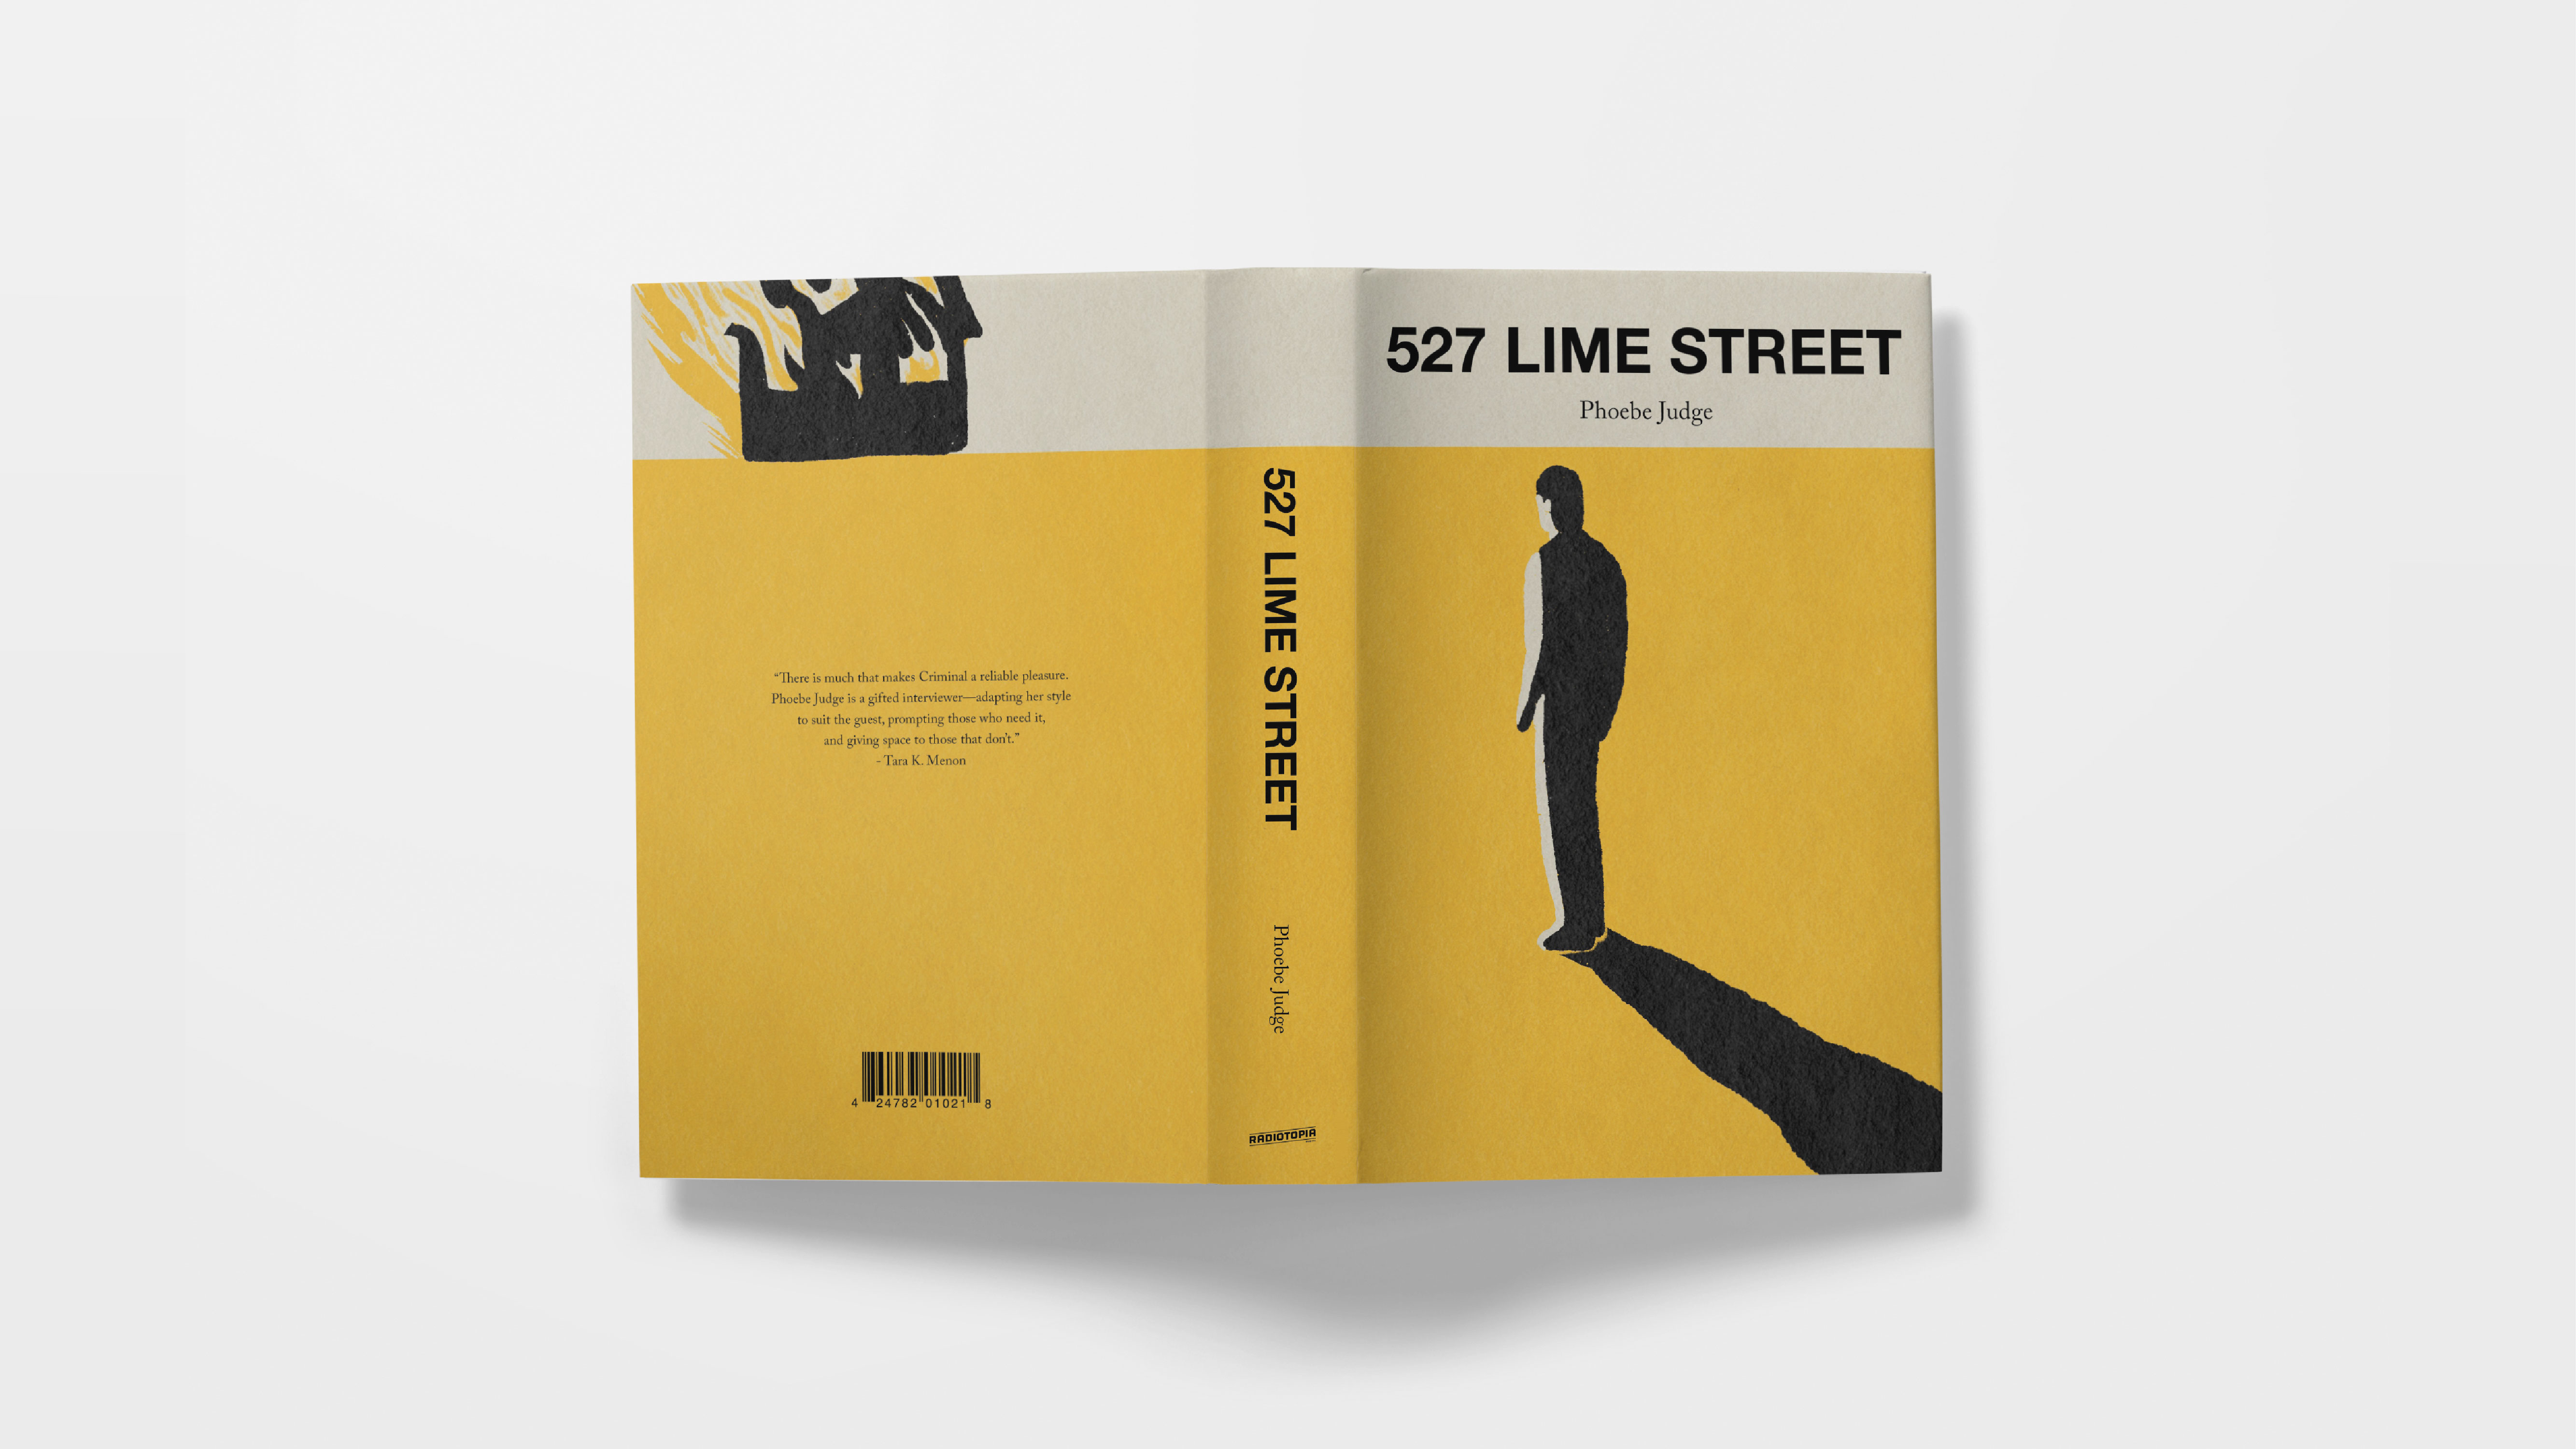 527 LIME STREET
Phoebe Judge
527 LIME STREET
Phoebe Judge
RADIOTOPIA
“There is much that makes Criminal a reliable pleasure.
Phoebe Judge is a gifted interviewer—adapting her style
to suit the guest, prompting those who need it,
and giving space to those that don’t.”
- Tara K. Menon
4 24782 01021 8